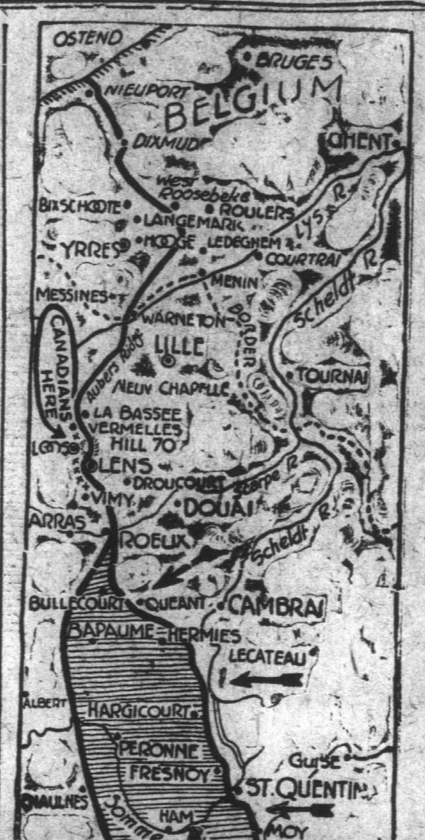 OSTEND
BRUGES
NIEUPORT
BELGIUM
DIXMUDE
GHENT
West
Roosebeke
BIXSCHOOTE
ROULERS
LANGEMARK
LYS R.
YPRES
HOOGE
LEDEGHEM
COURTRAI
MENIN
Scheldt R.
MESSINES
WARNETON
BORDER
CANADIANS
HERE
LILLE
Aubers Ridge
NEUV CHAPELLE
TOURNAI
LA BASSEE
VERMELLES
HILL 70
LOOS
LENS
DROUCOURT
Scarpe R.
VIMY
DOUAI
ARRAS
ROEUX
Scheldt R.
BULLECOURT
QUEANT
CAMBRAI
BAPAUME
HERMIES
LECATEAU
ALBERT
HARGICOURT
PERONNE
GUISE
FRESNOY
ST. QUENTIN
CHAULNES
Somme
HAM
MOY